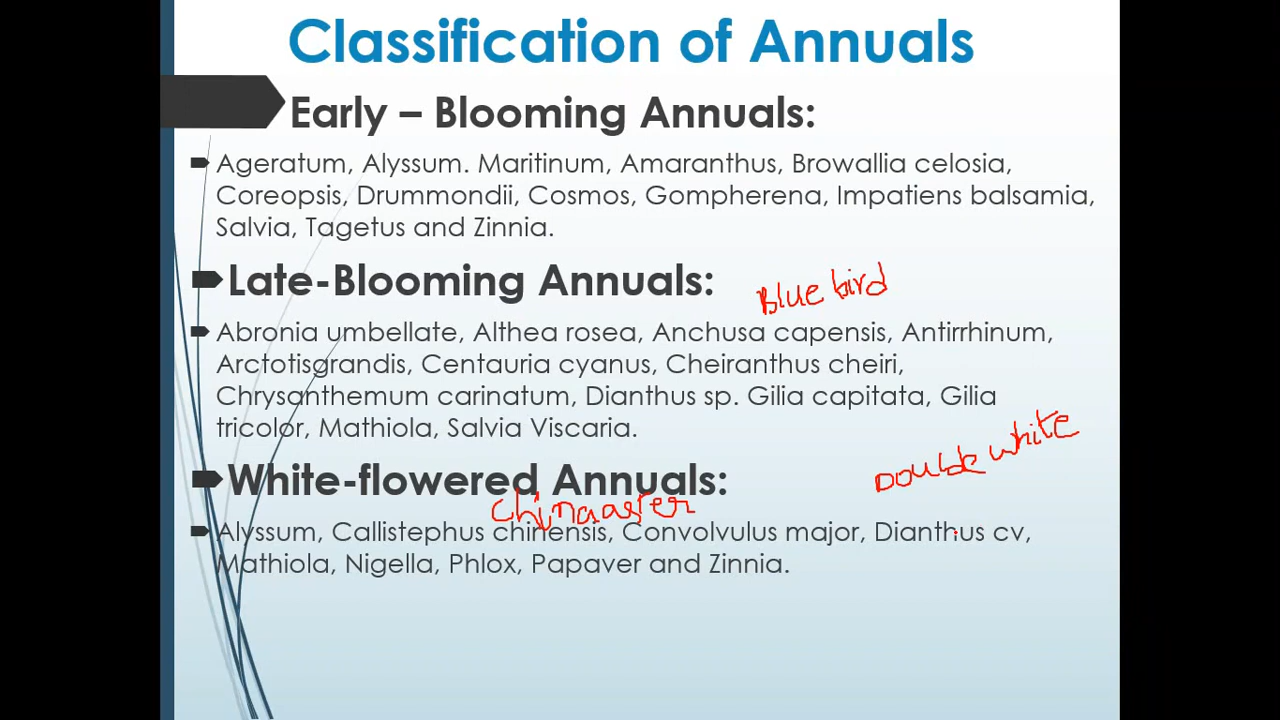 Classification of Annuals
Early – Blooming Annuals:
Ageratum, Alyssum. Maritinum, Amaranthus, Browallia celosia,
Coreopsis, Drummondii, Cosmos, Gompherena, Impatiens balsamia,
Salvia, Tagetus and Zinnia.
Late-Blooming Annuals:
Blue bird
Abronia umbellate, Althea rosea, Anchusa capensis, Antirrhinum,
Arctotisgrandis, Centauria cyanus, Cheiranthus cheiri,
Chrysanthemum carinatum, Dianthus sp. Gilia capitata, Gilia
tricolor, Mathiola, Salvia Viscaria.
Double white
White-flowered Annuals:
China aster
Alyssum, Callistephus chinensis, Convolvulus major, Dianthus cv,
Mathiola, Nigella, Phlox, Papaver and Zinnia.